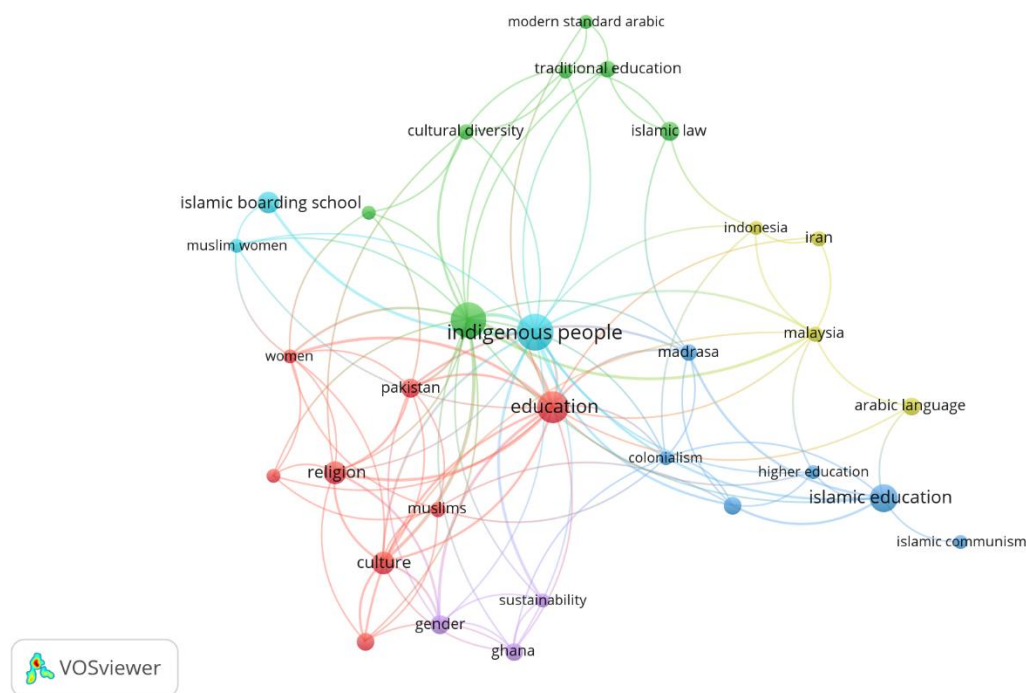 modern standard arabic
traditional education
cultural diversity
islamic law
islamic boarding school
muslim women
indonesia
iran
indigenous people
malaysia
women
madrasa
pakistan
education
arabic language
religion
colonialism
higher education
islamic education
muslims
islamic communism
culture
sustainability
gender
ghana
VOSviewer